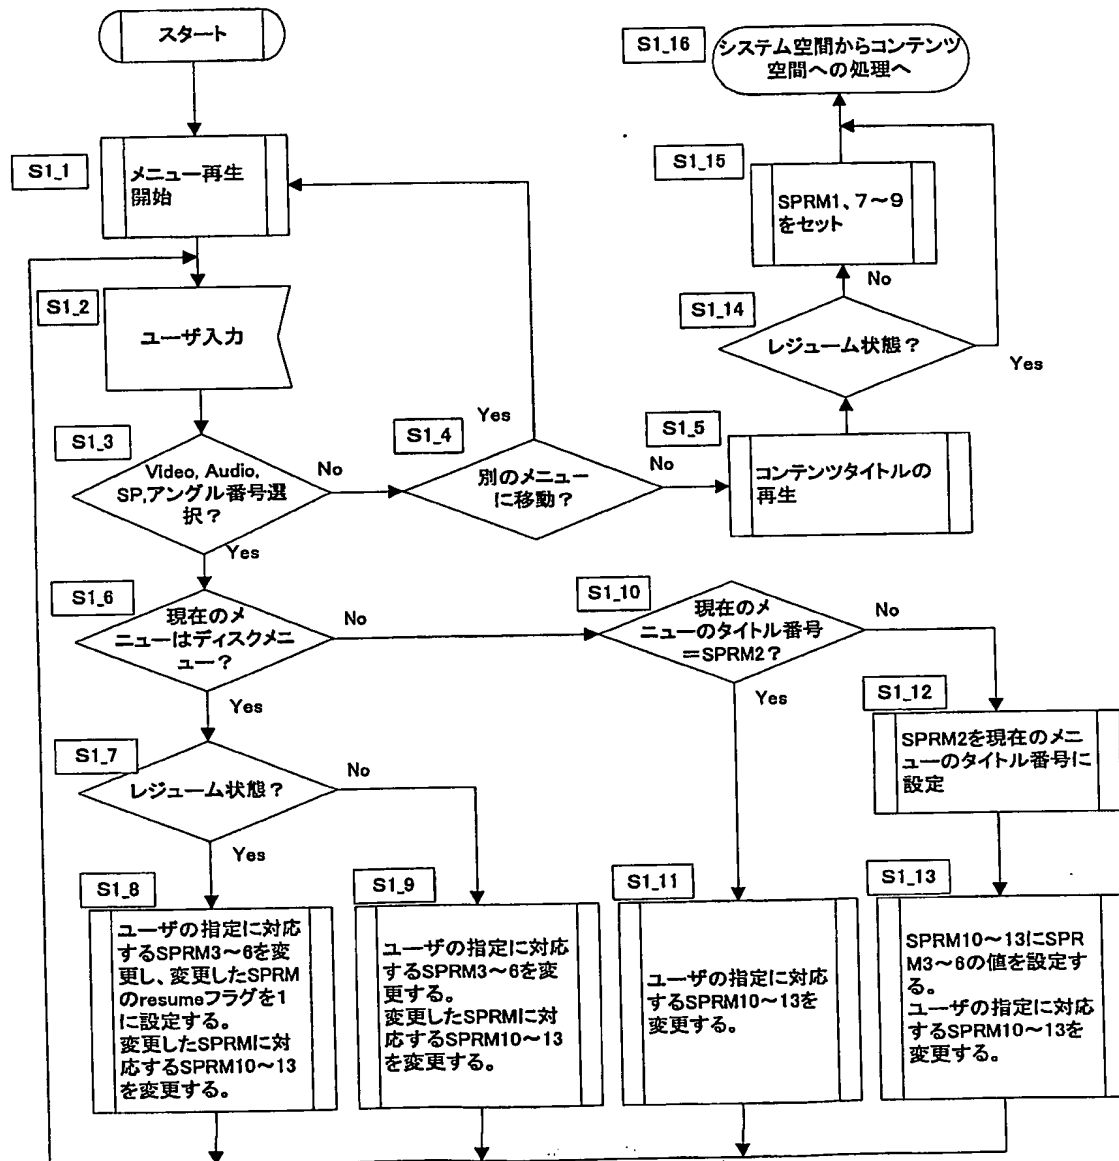 スタート
S1_16
システム空間からコンテンツ
空間への処理へ
S1_1
メニュー再生
開始
S1_15
SPRM1、7～9
をセット
No
S1_2
ユーザ入力
S1_14
レジューム状態？
Yes
S1_3
Video, Audio,
SP,アングル番号選
択？
No
Yes
S1_4
別のメニュー
に移動？
Yes
No
S1_5
コンテンツタイトルの
再生
S1_6
現在のメ
ニューはディスクメニ
ュー？
No
Yes
S1_10
現在のメ
ニューのタイトル番号
＝SPRM2？
No
Yes
S1_12
SPRM2を現在のメニ
ューのタイトル番号に
設定
S1_7
レジューム状態？
No
Yes
S1_8
ユーザの指定に対応
するSPRM3～6を変
更し、変更したSPRM
のresumeフラグを1
に設定する。
変更したSPRMに対
応するSPRM10～13
を変更する。
S1_9
ユーザの指定に対応
するSPRM3～6を変
更する。
変更したSPRMに対
応するSPRM10～13
を変更する。
S1_11
ユーザの指定に対応
するSPRM10～13を
変更する。
S1_13
SPRM10～13にSPR
M3～6の値を設定す
る。
ユーザの指定に対応
するSPRM10～13を
変更する。